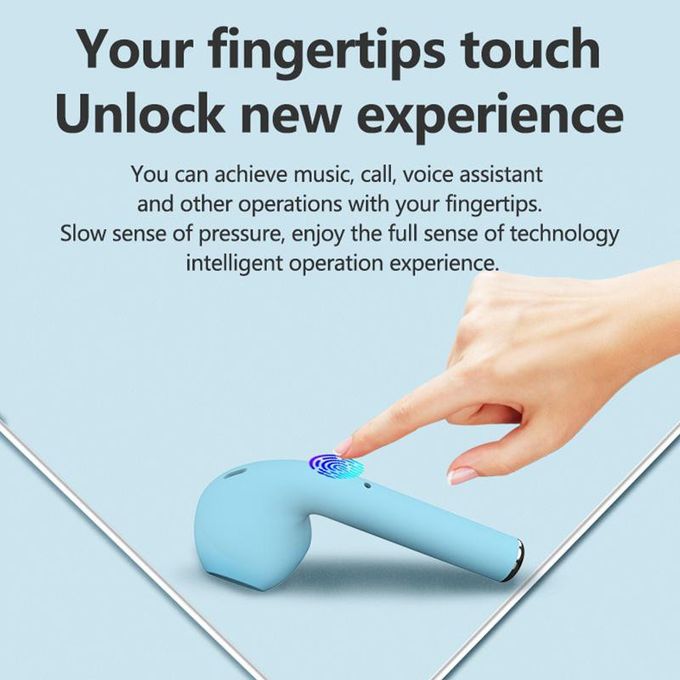 Your fingertips touch
Unlock new experience
You can achieve music, call, voice assistant
and other operations with your fingertips.
Slow sense of pressure, enjoy the full sense of technology
intelligent operation experience.